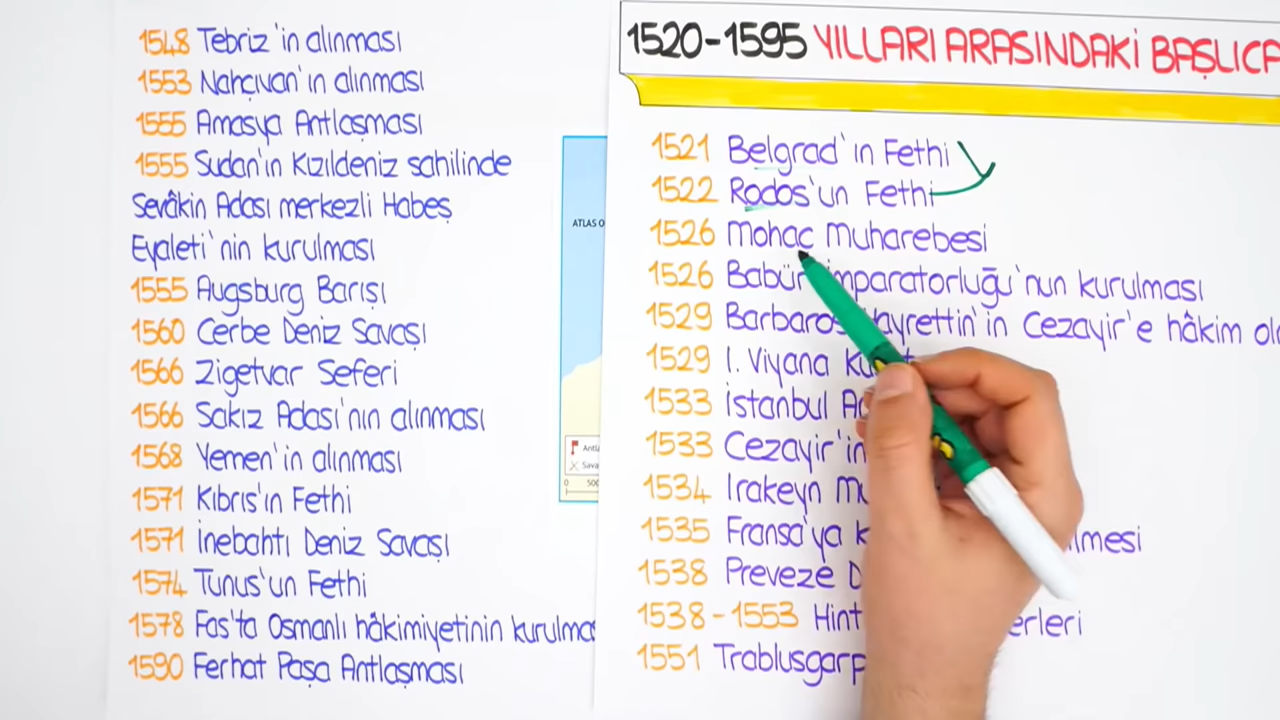 1548 Tebriz'in alınması
1553 Nahçıvan'ın alınması
1555 Amasya Antlaşması
1555 Sudan'ın Kızıldeniz sahilinde
Sevâkin Adası merkezli Habeş
Eyaleti'nin kurulması
1555 Augsburg Barışı
1560 Cerbe Deniz Savaşı
1566 Zigetvar Seferi
1566 Sakız Adası'nın alınması
1568 Yemen'in alınması
1571 Kıbrıs'ın Fethi
1571 İnebahtı Deniz Savaşı
1574 Tunus'un Fethi
1578 Fas'ta Osmanlı hâkimiyetinin
1590 Ferhat Paşa Antlaşması
ATLAS
0 500
1520-1595 YILLARI ARASINDAKİ
1521 Belgrad'ın Fethi
1522 Rodos'un Fethi
1526 Mohaç Muharebesi
1526 Babür İmparatorluğu'nun kurulması
1529 Barbaros Hayrettin'in Cezayir'e hâkim
1529 I. Viyana
1533 İstanbul
1533 Cezayir'in
1534 Irakeyn
1535 Fransa'ya
1538 Preveze
1538-1553 Hint
1551 Trablusgarp